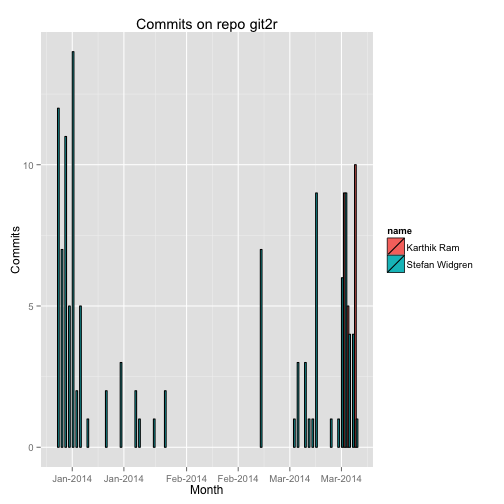 Commits on repo git2r
10
5
0
Commits
Jan-2014 Jan-2014 Feb-2014 Feb-2014 Mar-2014 Mar-2014
Month
name
Karthik Ram
Stefan Widgren